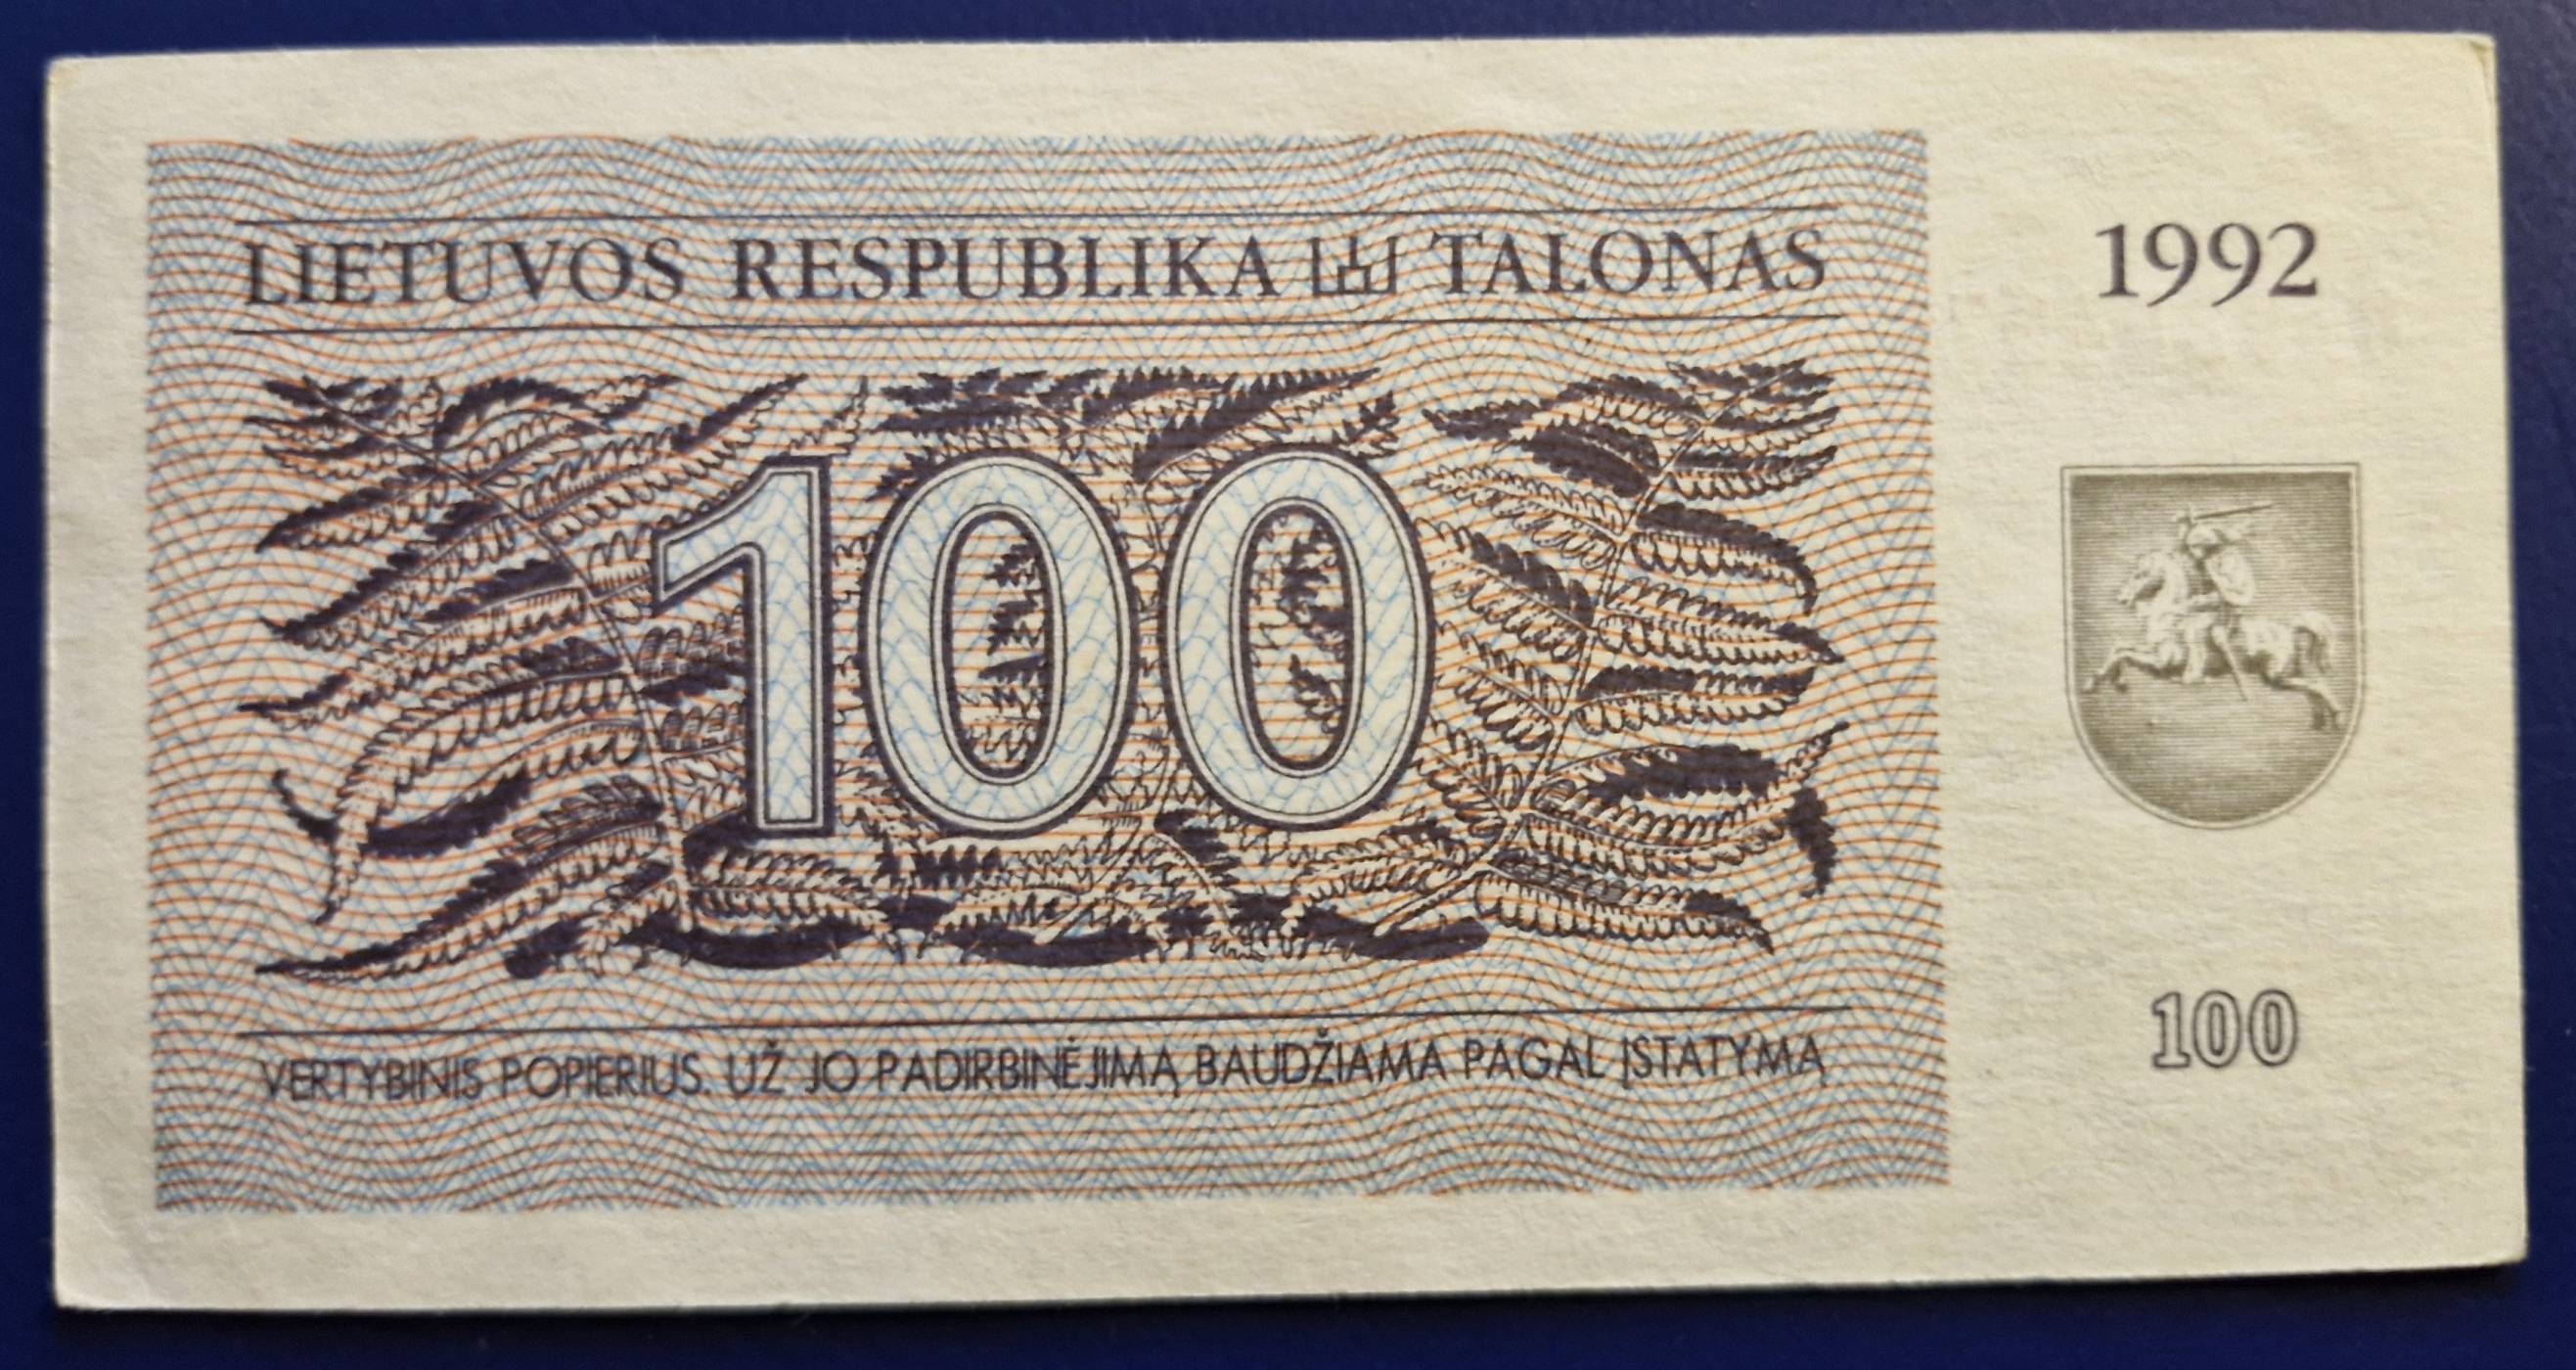 LIETUVOS RESPUBLIKA TALONAS
1992
100
VERTYBINIS POPIERIUS. UŽ JO PADIRBINĖJIMĄ BAUDŽIAMA PAGAL ĮSTATYMĄ
100